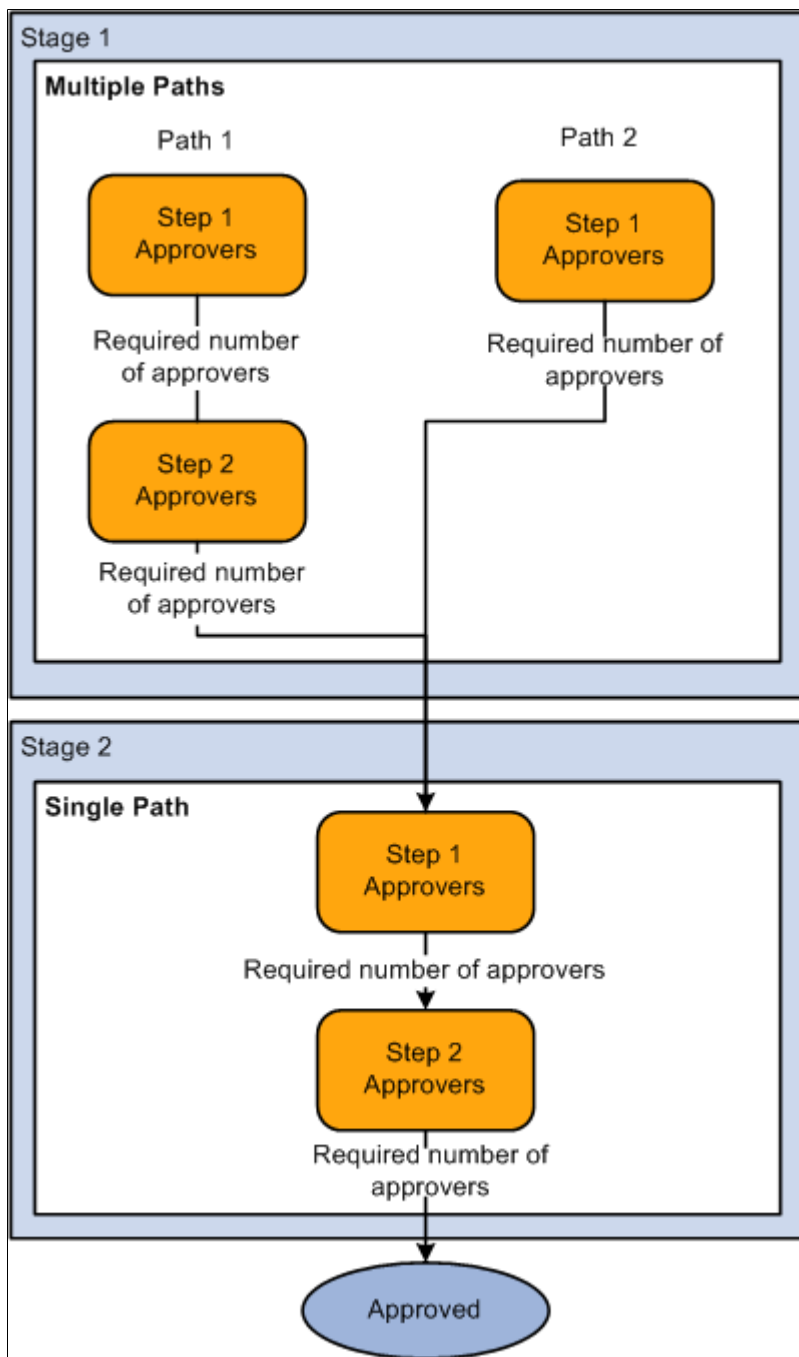 Stage 1
Multiple Paths
Path 1
Step 1
Approvers
Required number
of approvers
Step 2
Approvers
Required number
of approvers
Path 2
Step 1
Approvers
Required number of
approvers
Stage 2
Single Path
Step 1
Approvers
Required number of approvers
Step 2
Approvers
Required number of
approvers
Approved